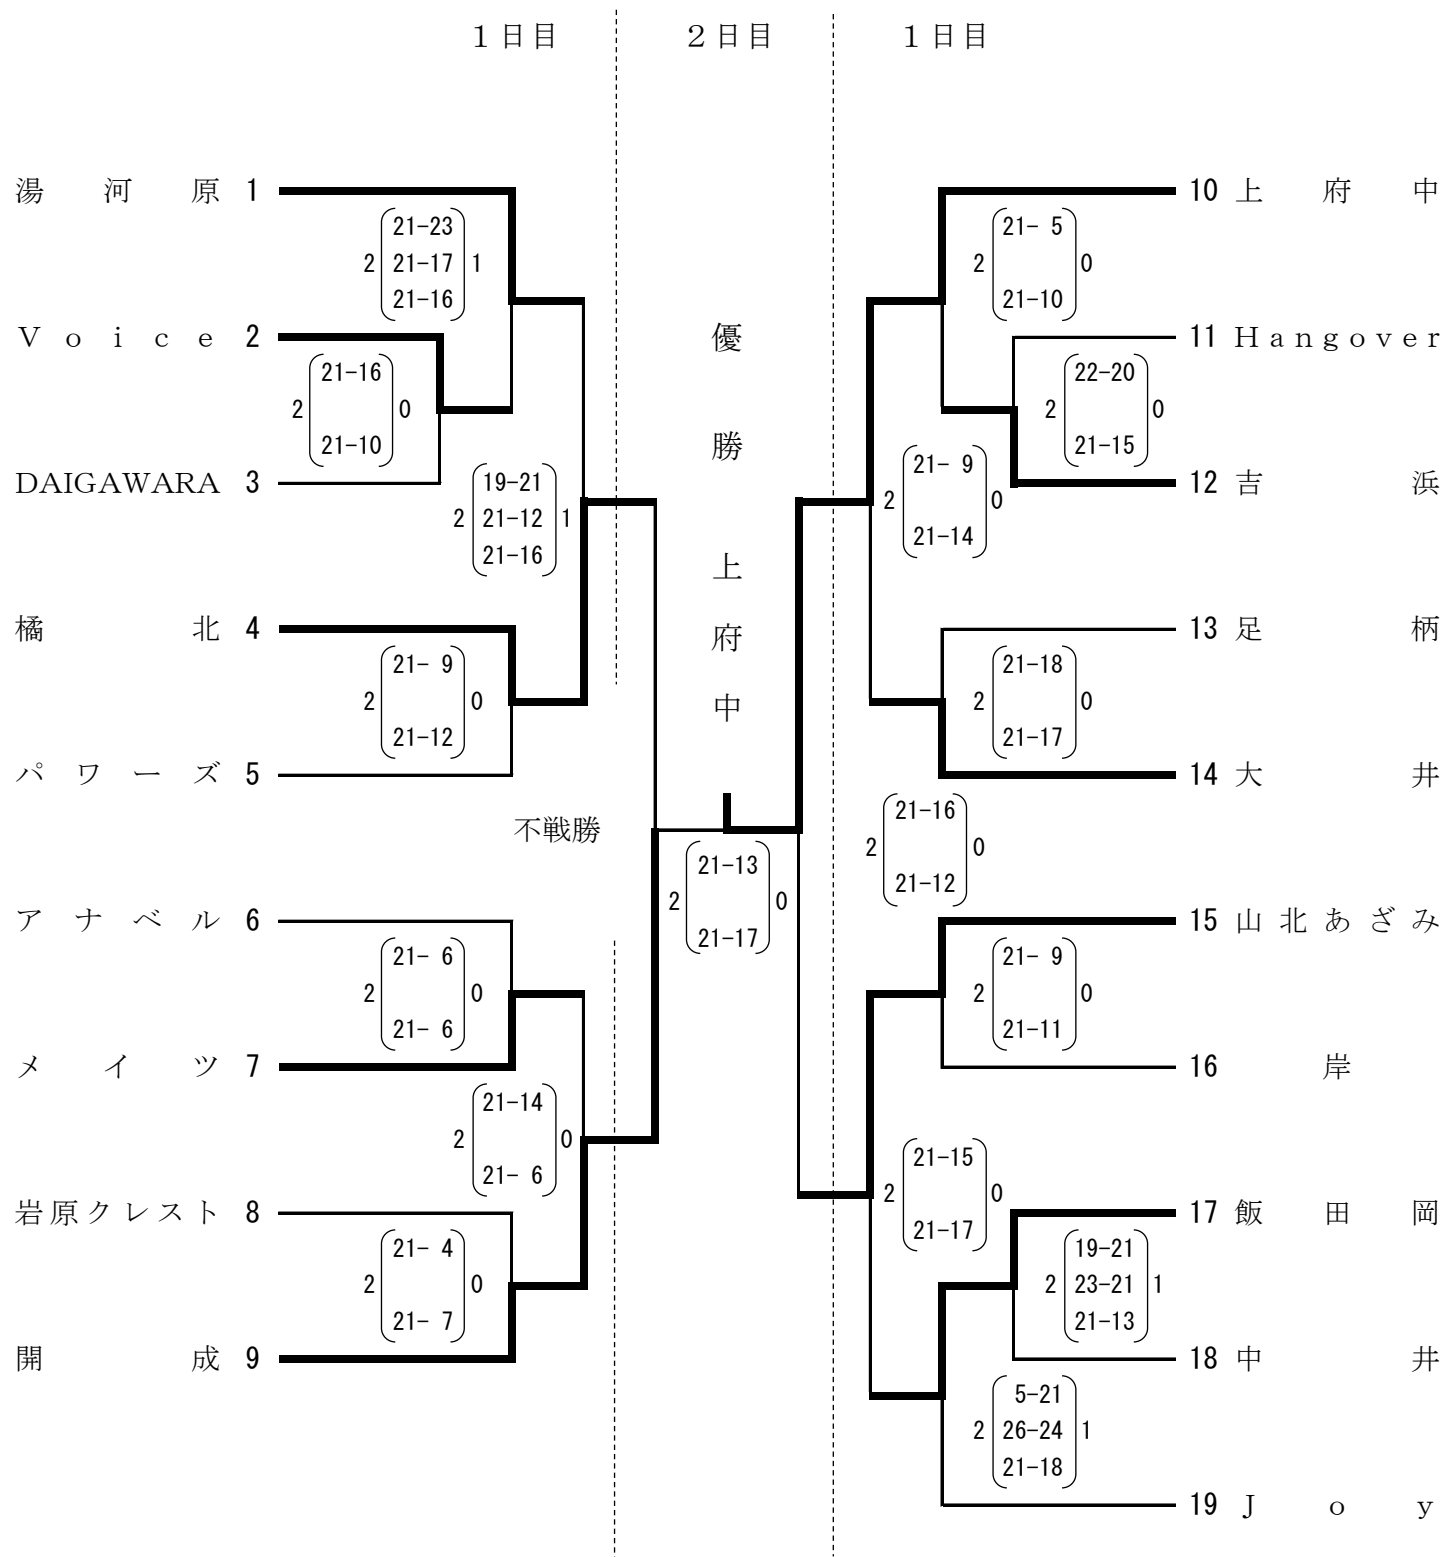 １日目 ２日目 １日目
湯河原 1
21-23
2 21-17 1
21-16
Ｖｏｉｃｅ 2
21-16
2 0
21-10
DAIGAWARA 3
19-21
2 21-12 1
21-16
橘北 4
21- 9
2 0
21-12
パワーズ 5
不戦勝
アナベル 6
21- 6
2 0
21- 6
メイツ 7
21-14
2 0
21- 6
岩原クレスト 8
21- 4
2 0
21- 7
開成 9
優勝
上府中
21-13
2 0
21-17
10 上府中
21- 5
2 0
21-10
11 Ｈａｎｇｏｖｅｒ
22-20
2 0
21-15
12 吉浜
21- 9
2 0
21-14
13 足柄
21-18
2 0
21-17
14 大井
21-16
2 0
21-12
15 山北あざみ
21- 9
2 0
21-11
16 岸
21-15
2 0
21-17
17 飯田岡
19-21
2 23-21 1
21-13
18 中井
5-21
2 26-24 1
21-18
19 Ｊｏｙ